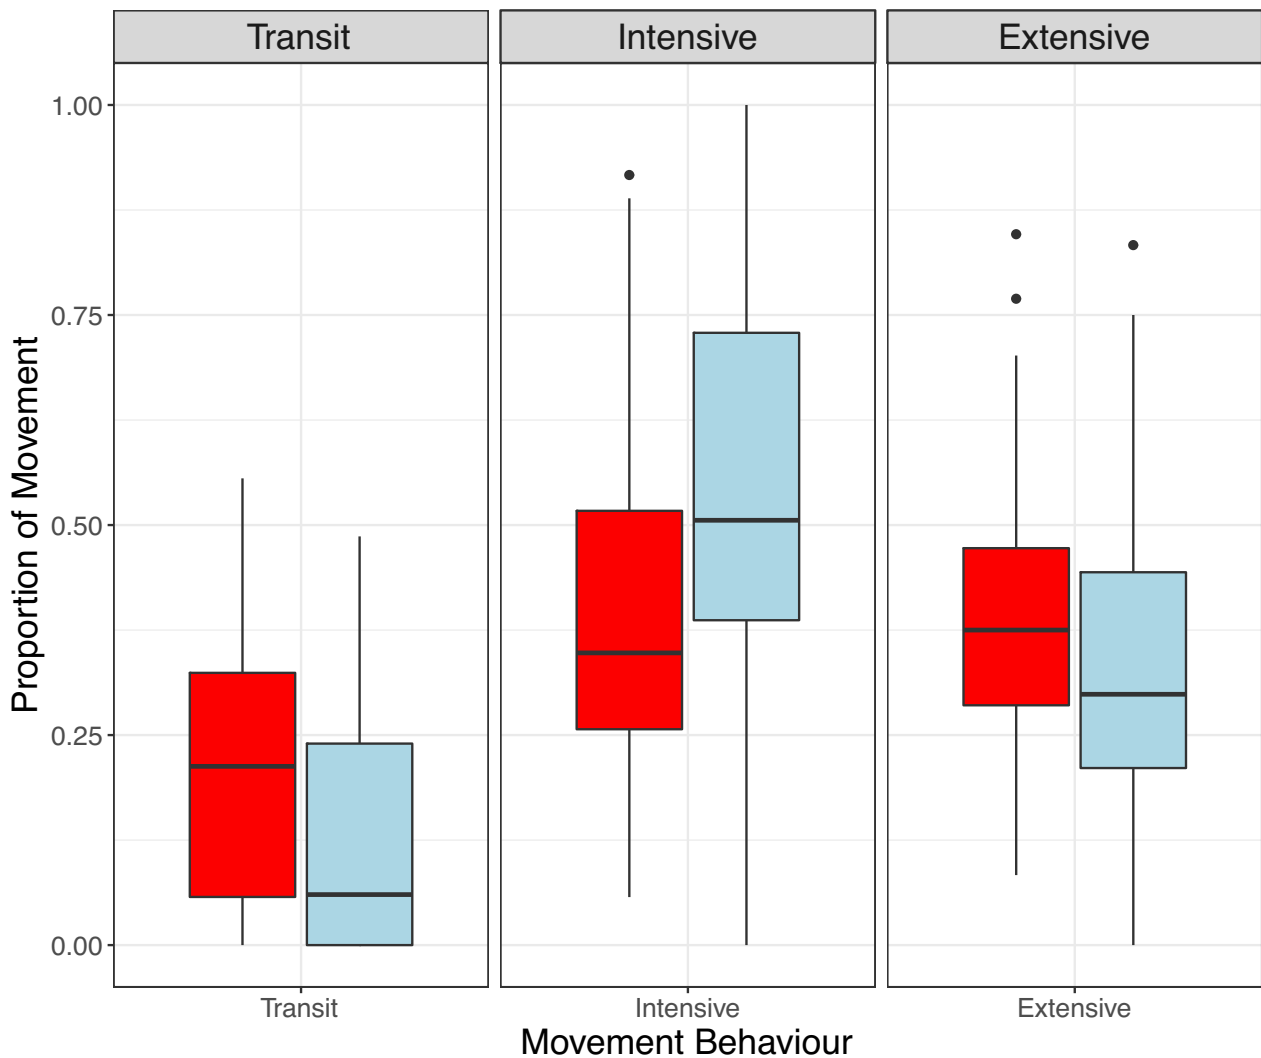 Transit
Intensive
Extensive
1.00
0.75
0.50
0.25
0.00
Proportion of Movement
Transit
Intensive
Extensive
Movement Behaviour